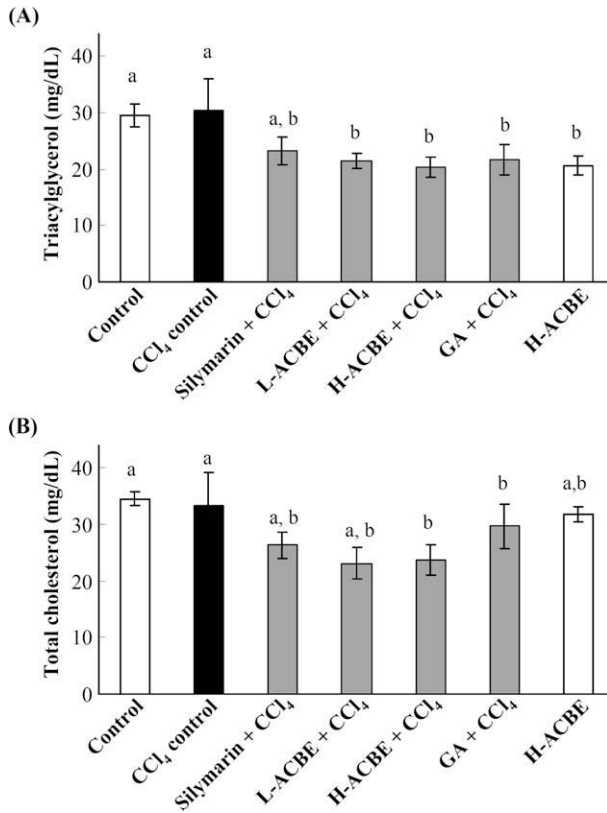 (A)
Triacylglycerol (mg/dL)
40
30
20
10
0
a
a
a, b
b
b
b
b
Control
CCl₄ control
Silymarin + CCl₄
L-ACBE + CCl₄
H-ACBE + CCl₄
GA + CCl₄
H-ACBE
(B)
Total cholesterol (mg/dL)
40
30
20
10
0
a
a
a, b
a, b
b
b
a,b
Control
CCl₄ control
Silymarin + CCl₄
L-ACBE + CCl₄
H-ACBE + CCl₄
GA + CCl₄
H-ACBE